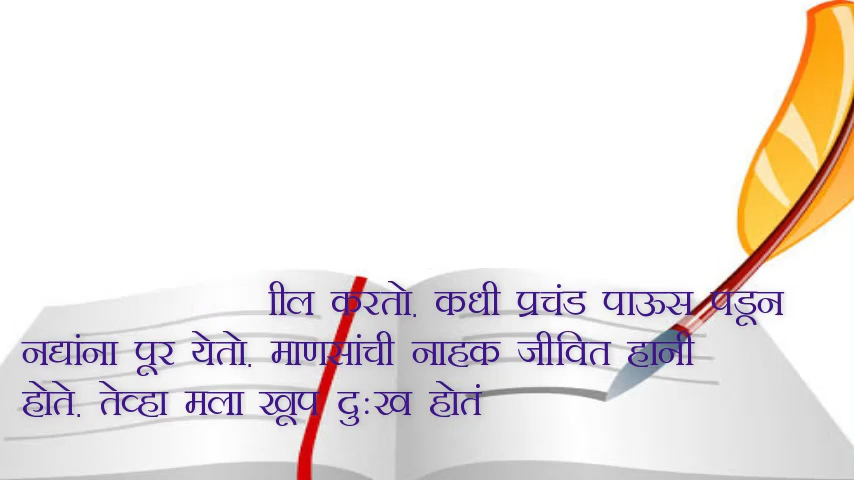 करतो. कधी प्रचंड पाऊस पडून
नद्यांना पूर येतो. माणसांची नाहक जीवित हानी
होते. तेव्हा मला खूप दुःख होतं